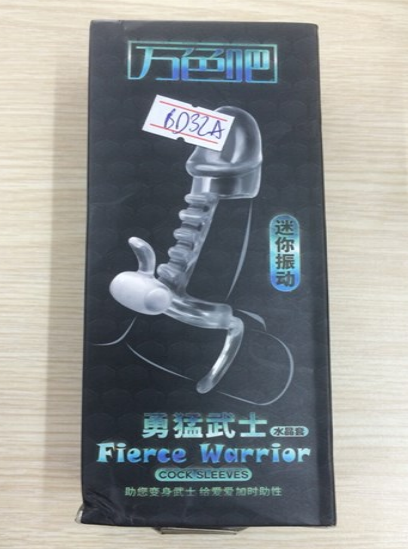 万色吧
BD32A
迷你振动
勇猛武士 水晶套
Fierce Warrior
COCK SLEEVES
助您变身武士 给爱爱加时助性